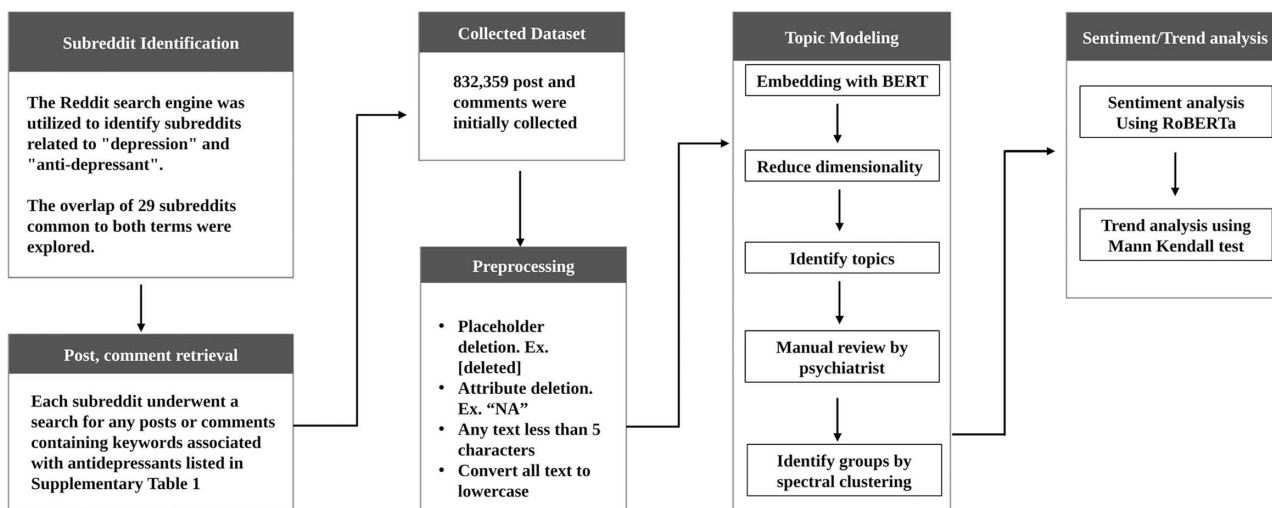 Subreddit Identification
The Reddit search engine was
utilized to identify subreddits
related to "depression" and
"anti-depressant".
The overlap of 29 subreddits
common to both terms were
explored.
Post, comment retrieval
Each subreddit underwent a
search for any posts or comments
containing keywords associated
with antidepressants listed in
Supplementary Table 1
Collected Dataset
832,359 post and
comments were
initially collected
Preprocessing
• Placeholder
deletion. Ex.
[deleted]
• Attribute deletion.
Ex. “NA”
• Any text less than 5
characters
• Convert all text to
lowercase
Topic Modeling
Embedding with BERT
Reduce dimensionality
Identify topics
Manual review by
psychiatrist
Identify groups by
spectral clustering
Sentiment/Trend analysis
Sentiment analysis
Using RoBERTa
Trend analysis using
Mann Kendall test